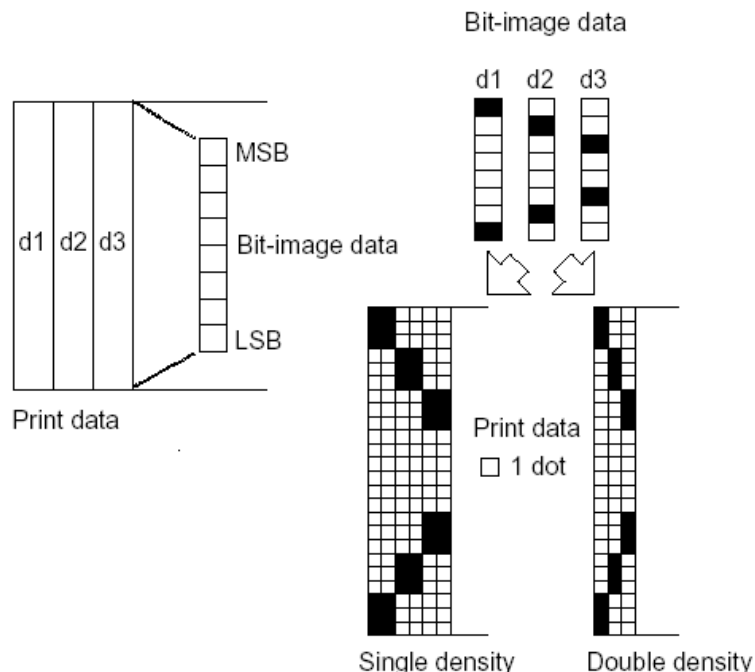 Bit-image data
d1 d2 d3
MSB
d1 d2 d3
Bit-image data
LSB
Print data
Print data
1 dot
Single density
Double density